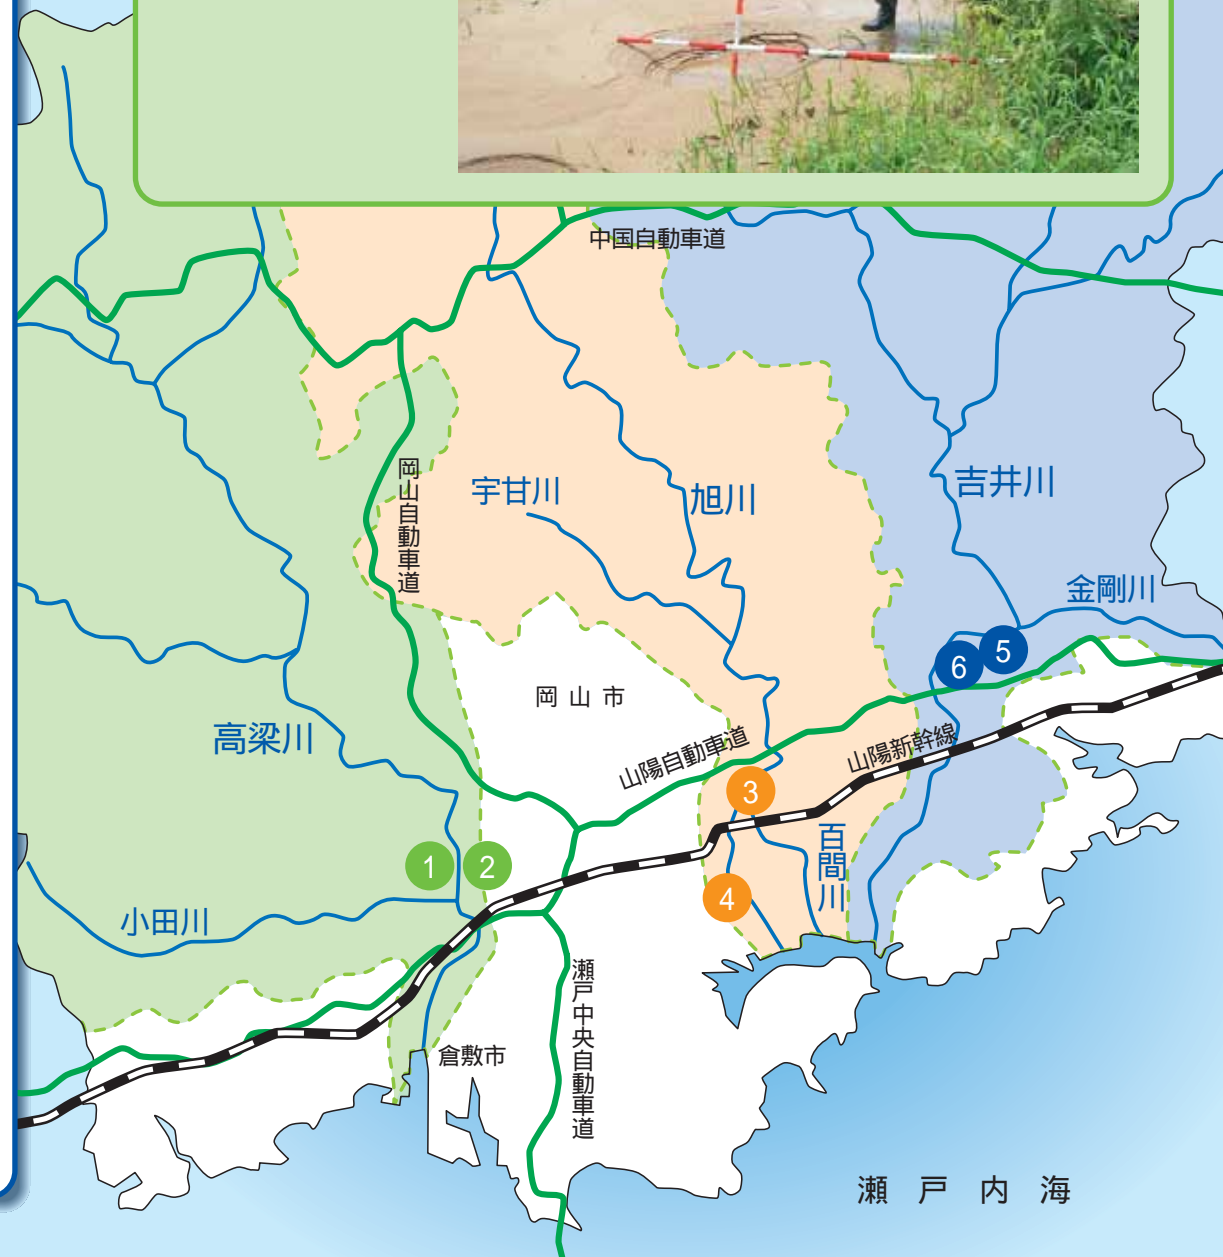 中国自動車道
岡山自動車道
宇甘川
旭川
吉井川
金剛川
5
6
岡山市
高梁川
山陽自動車道
山陽新幹線
3
百間川
1
2
4
小田川
瀬戸中央自動車道
倉敷市
瀬戸内海